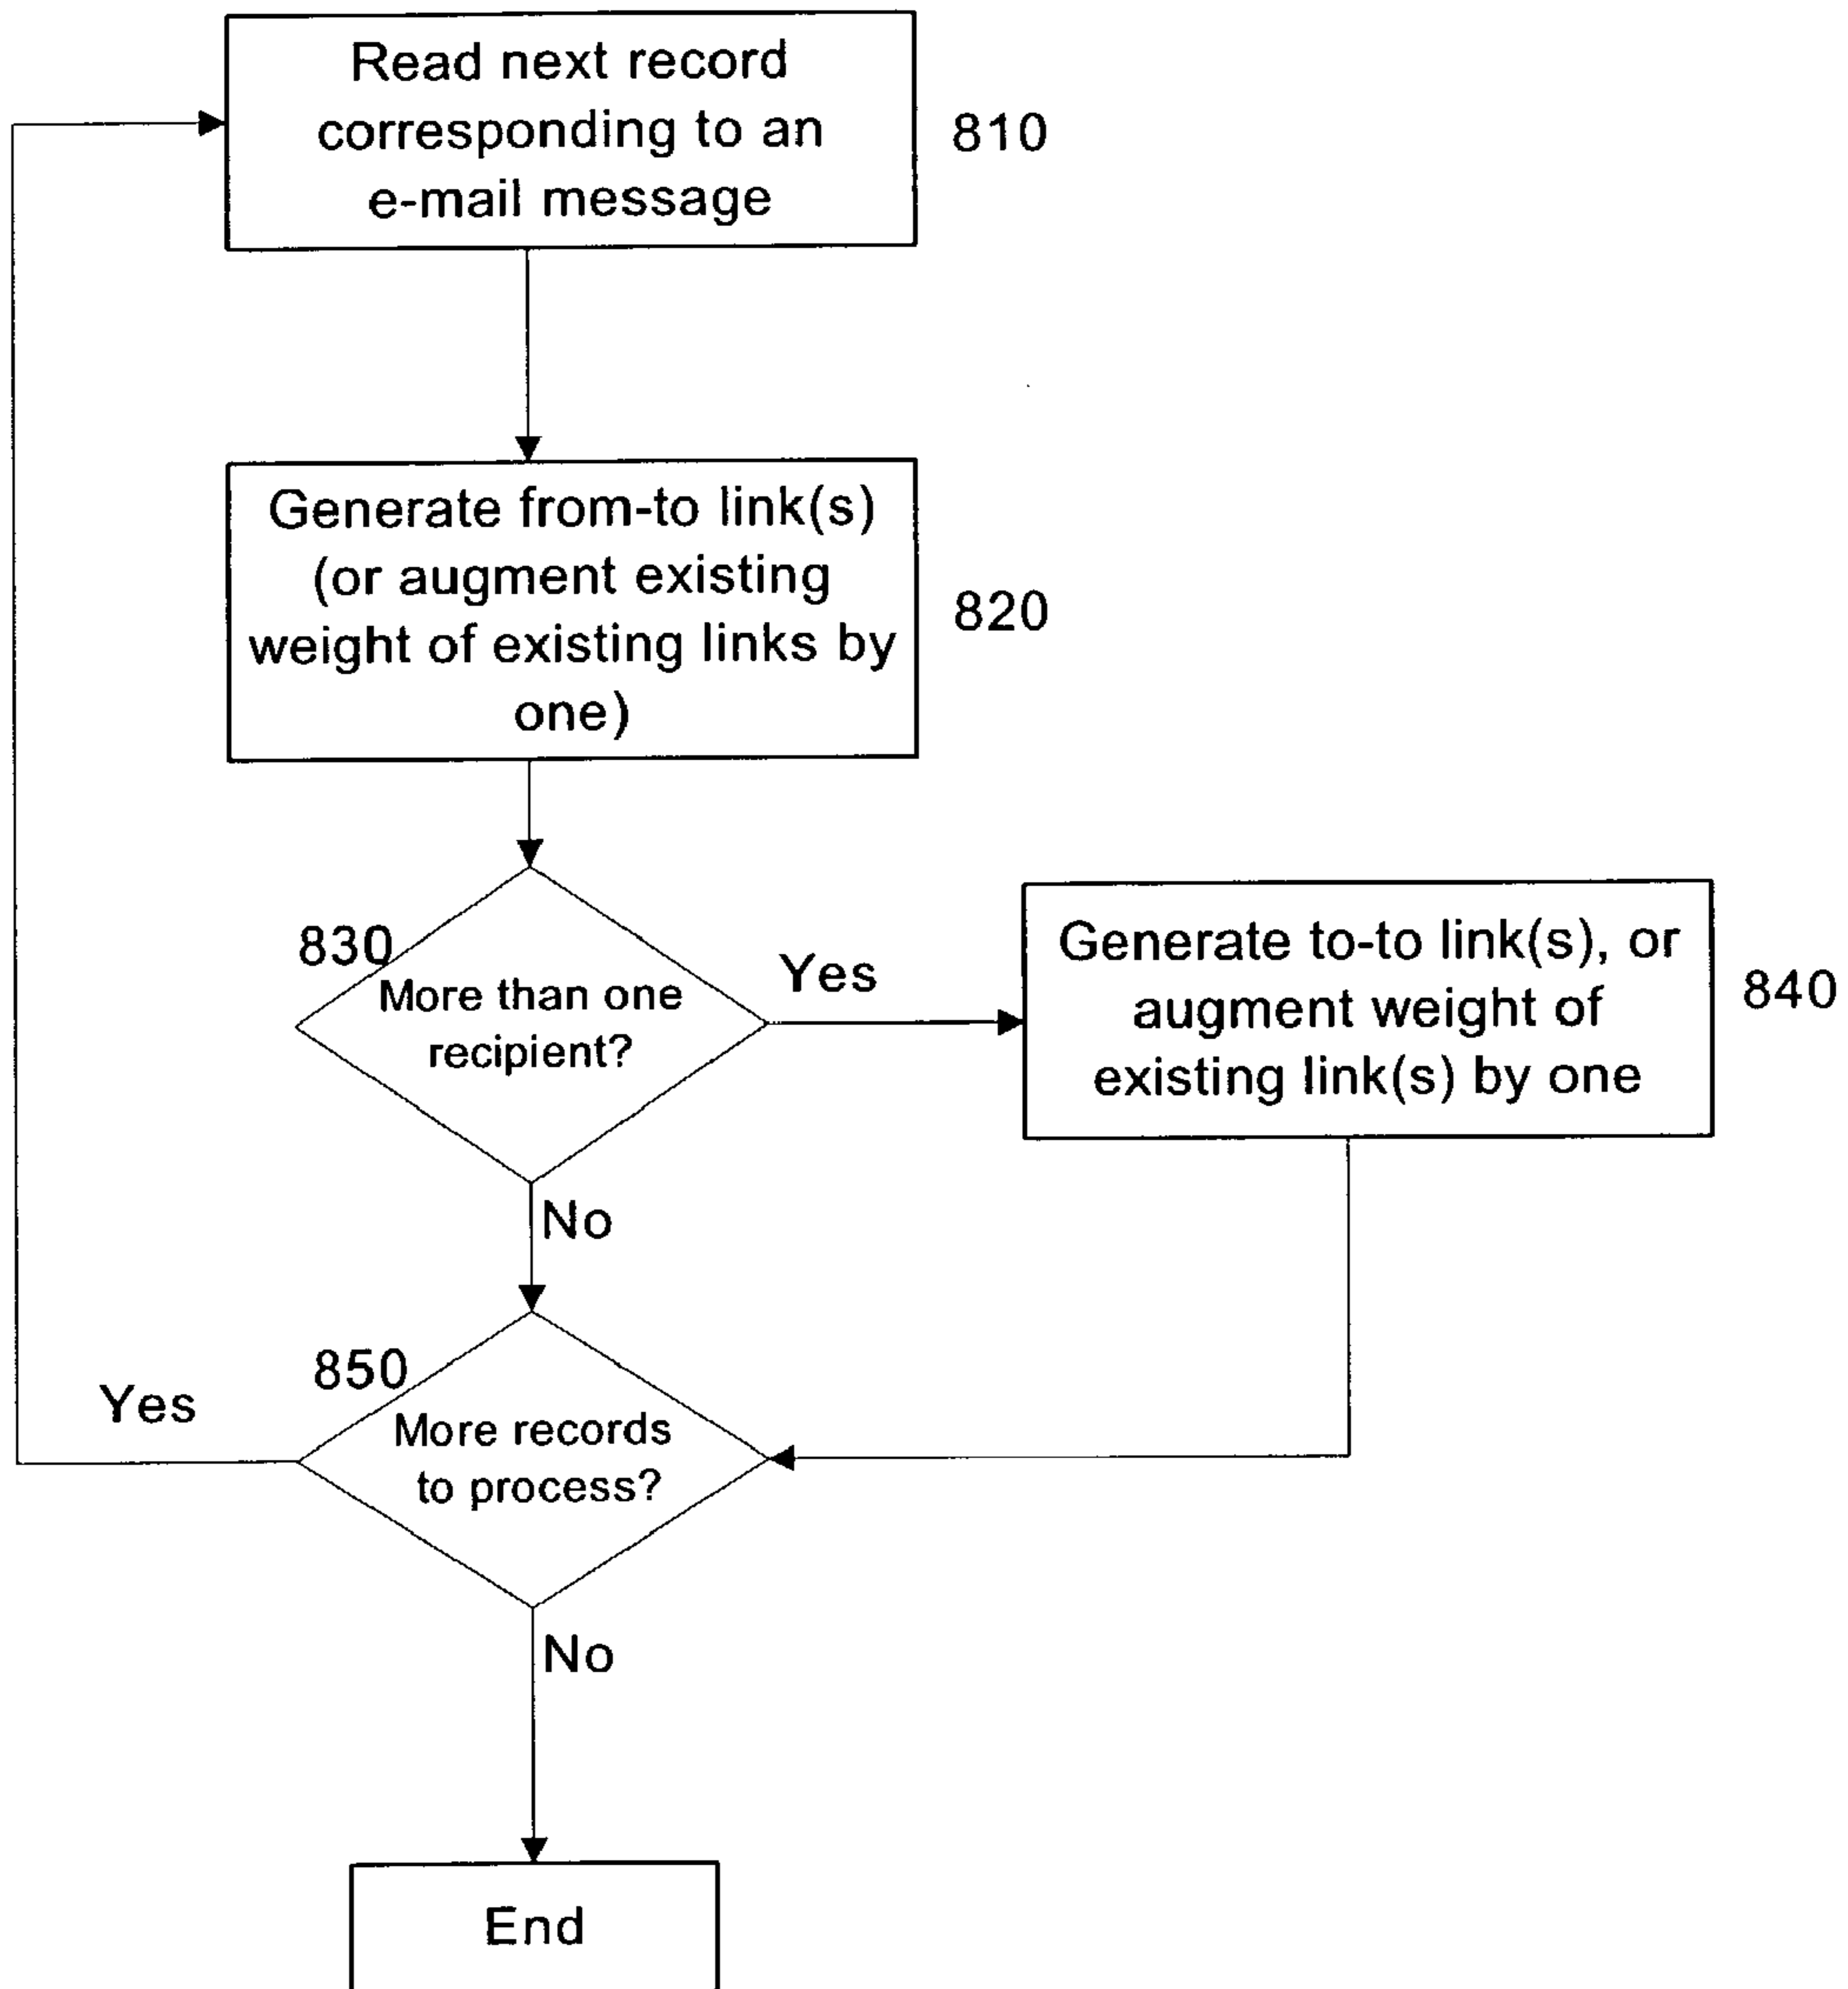 Read next record
corresponding to an
e-mail message
810
Generate from-to link(s)
(or augment existing
weight of existing links by
one)
820
830
More than one
recipient?
Yes
Generate to-to link(s), or
augment weight of
existing link(s) by one
840
No
850
More records
to process?
Yes
No
End